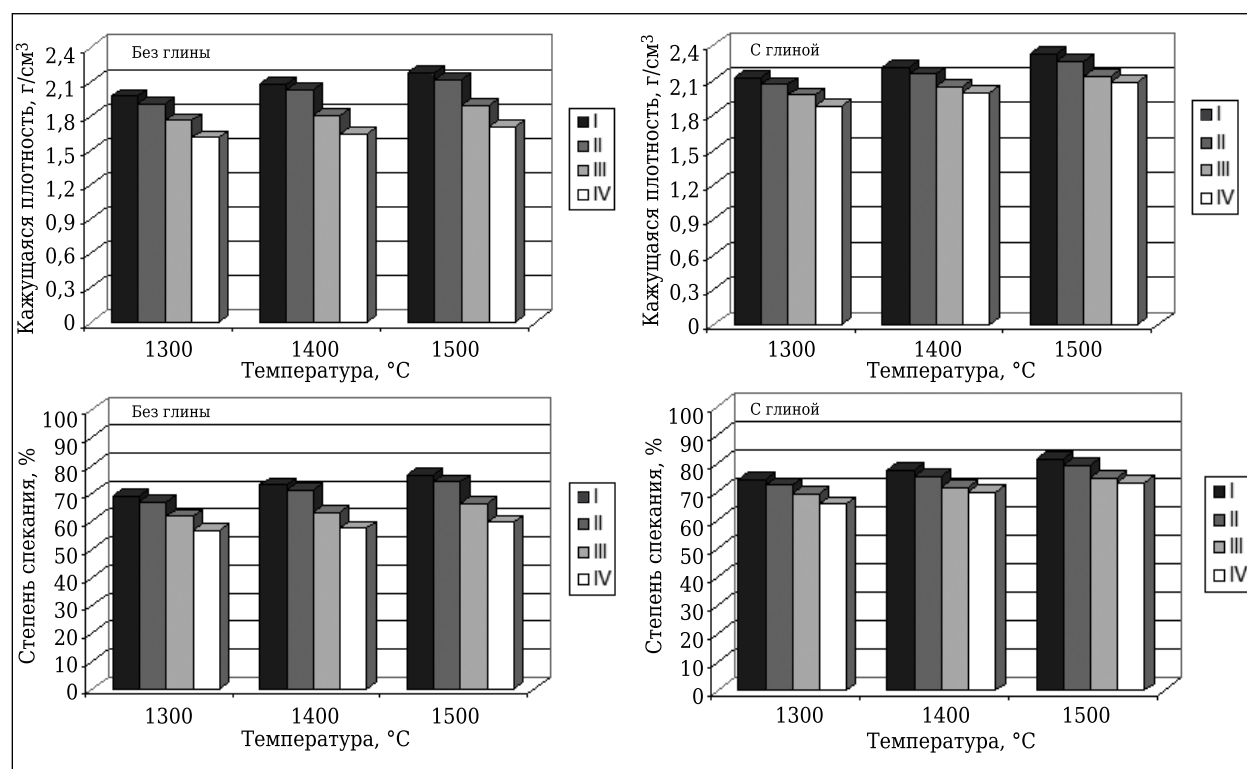 Кажущаяся плотность, г/см³
2,4
2,1
1,8
1,5
1,2
0,9
0,6
0,3
0
Без глины
1300
1400
1500
Температура, °C
I
II
III
IV
Кажущаяся плотность, г/см³
2,4
2,1
1,8
1,5
1,2
0,9
0,6
0,3
0
С глиной
1300
1400
1500
Температура, °C
I
II
III
IV
Степень спекания, %
100
90
80
70
60
50
40
30
20
10
0
Без глины
1300
1400
1500
Температура, °C
I
II
III
IV
Степень спекания, %
100
90
80
70
60
50
40
30
20
10
0
С глиной
1300
1400
1500
Температура, °C
I
II
III
IV